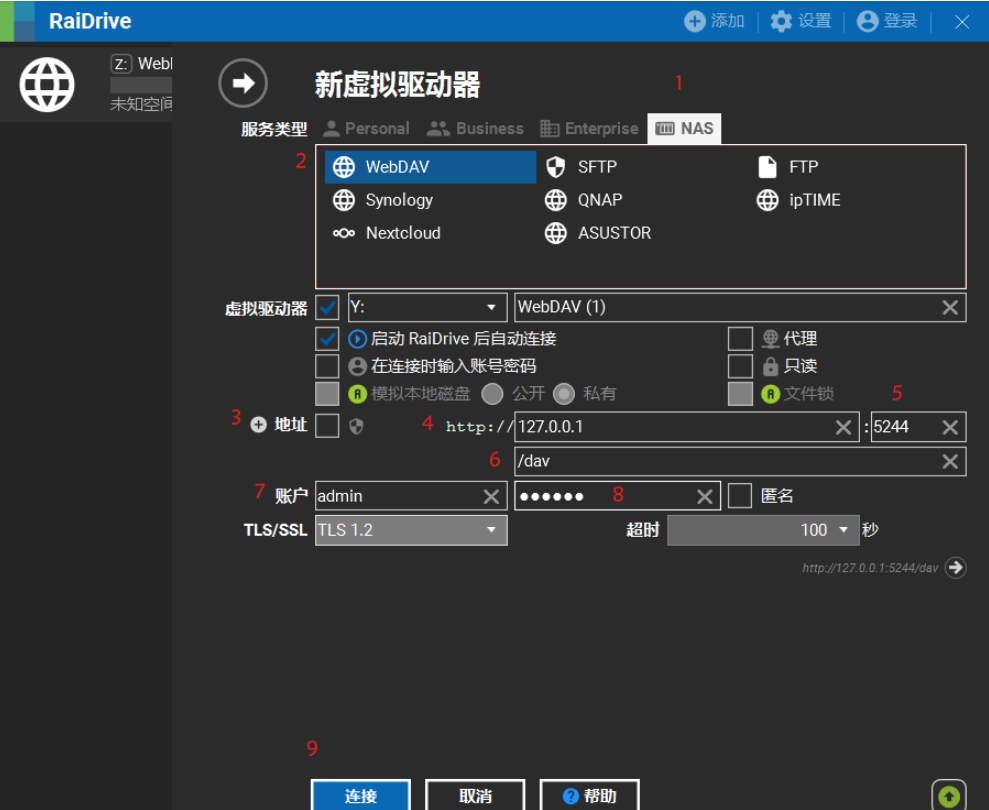 RaiDrive 添加 设置 登录
Z: Web
未知空间
新虚拟驱动器 1
服务类型 Personal Business Enterprise NAS
2 WebDAV SFTP FTP
Synology QNAP ipTIME
Nextcloud ASUSTOR
虚拟驱动器 Y: WebDAV (1)
启动 RaiDrive 后自动连接 代理
在连接时输入账号密码 只读
A 模拟本地磁盘 公开 私有 A 文件锁 5
3 地址 4 http://127.0.0.1 : 5244
6 /dav
7 账户 admin •••••• 8 匿名
TLS/SSL TLS 1.2 超时 100 秒
http://127.0.0.1:5244/dav
9
连接 取消 ? 帮助